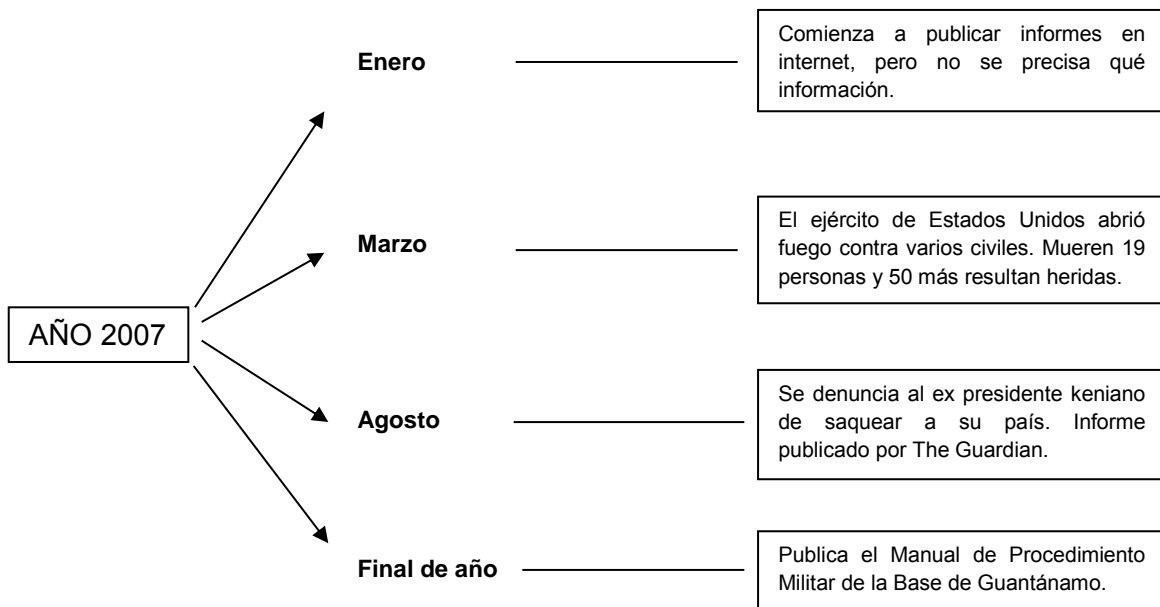 Enero
Comienza a publicar informes en
internet, pero no se precisa qué
información.
Marzo
El ejército de Estados Unidos abrió
fuego contra varios civiles. Mueren 19
personas y 50 más resultan heridas.
AÑO 2007
Agosto
Se denuncia al ex presidente keniano
de saquear a su país. Informe
publicado por The Guardian.
Final de año
Publica el Manual de Procedimiento
Militar de la Base de Guantánamo.